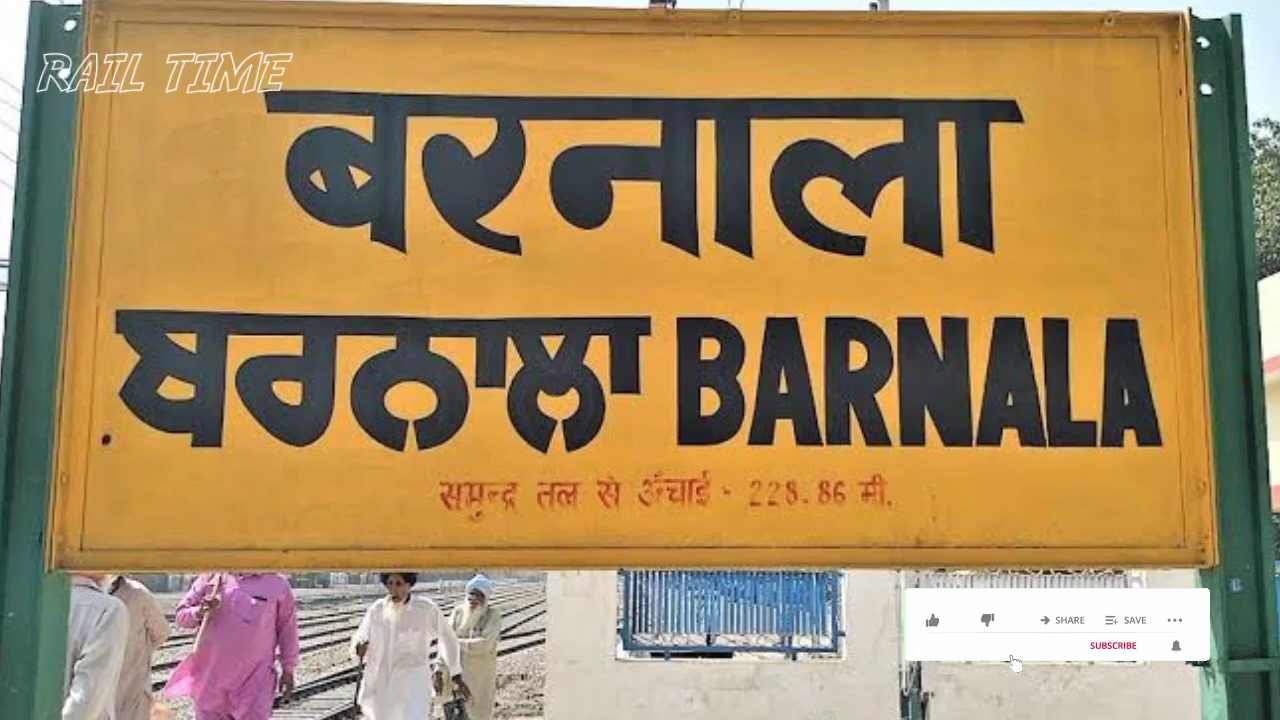 RAIL TIME
बरनाला
ਬਰਨਾਲਾ BARNALA
समुन्द्र तल से ऊँचाई - 228.86 मी.
SHARE SAVE
SUBSCRIBE